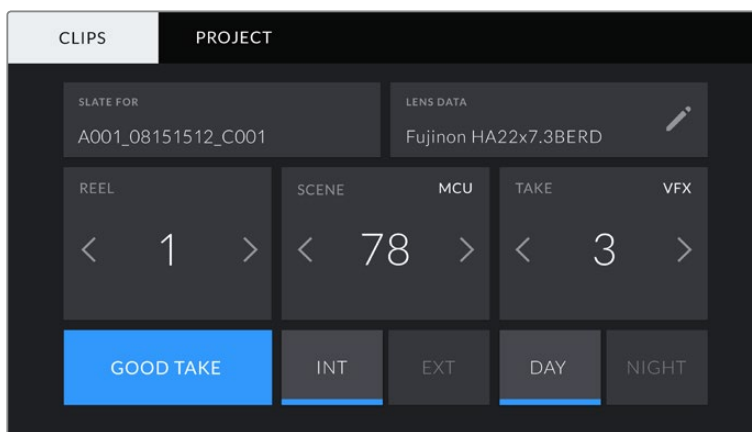 CLIPS PROJECT
SLATE FOR LENS DATA
A001_08151512_C001 Fujinon HA22x7.3BERD
REEL SCENE MCU TAKE VFX
< 1 > < 78 > < 3 >
GOOD TAKE INT EXT DAY NIGHT